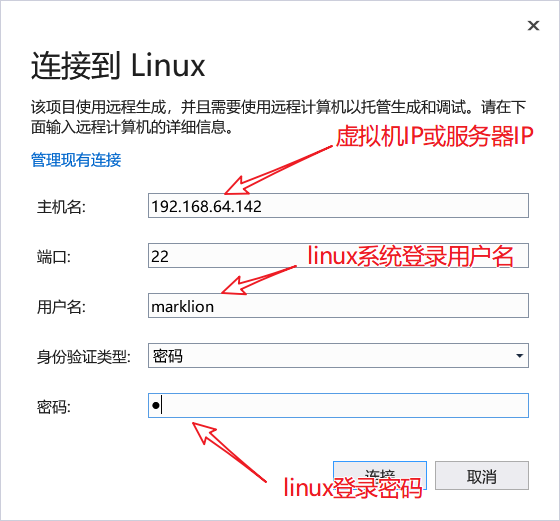 连接到 Linux
该项目使用远程生成，并且需要使用远程计算机以托管生成和调试。请在下
面输入远程计算机的详细信息。
虚拟机IP或服务器IP
管理现有连接
主机名:
192.168.64.142
端口:
22
linux系统登录用户名
用户名:
marklion
身份验证类型:
密码
密码:
●
linux登录密码
连接
取消